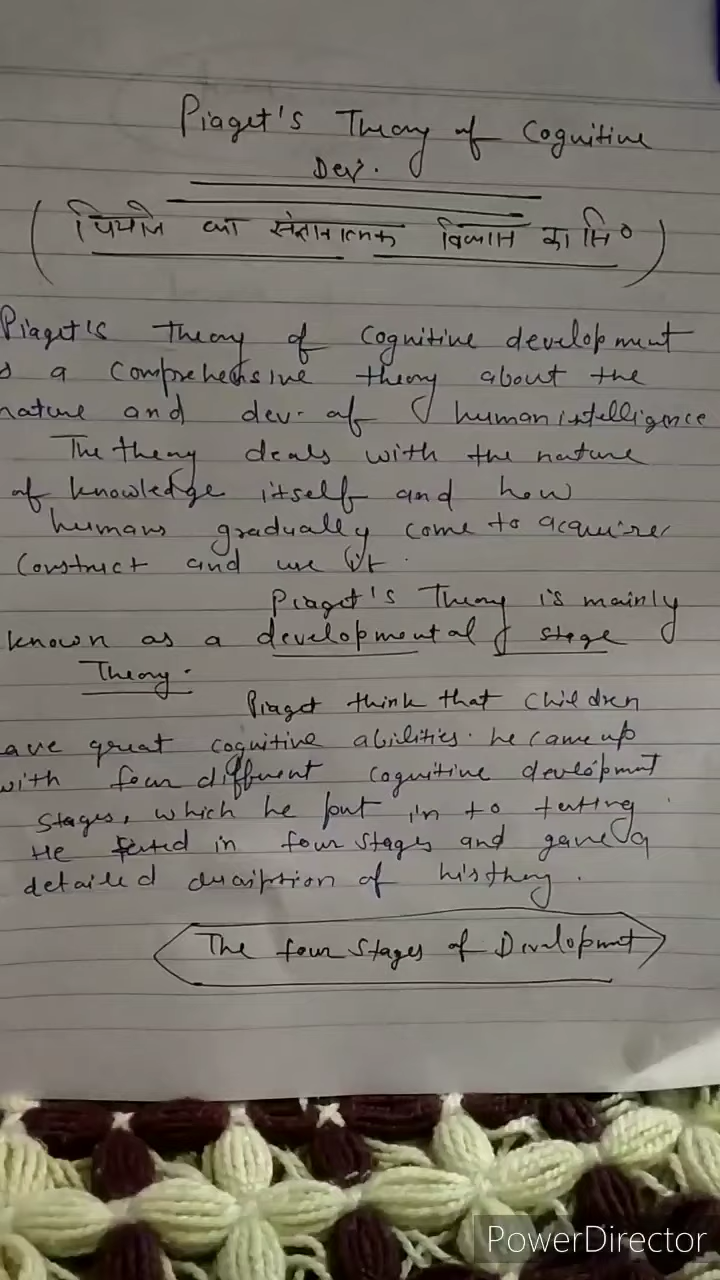 Piaget's Theory of Cognitive
Dev.
(पियाजे का संज्ञानात्मक विकास का सि०)
Piaget's theory of cognitive development
s a comprehensive theory about the
nature and dev. of human intelligence
The theory deals with the nature
of knowledge itself and how
humans gradually come to acquire
construct and use it.
Piaget's Theory is mainly
known as a developmental stage
Theory.
Piaget think that children
ave great cognitive abilities. he came up
with four different cognitive development
stages, which he put in to testing
He in four stages and gave a
detailed description of his theory.
The four stages of Development
PowerDirector